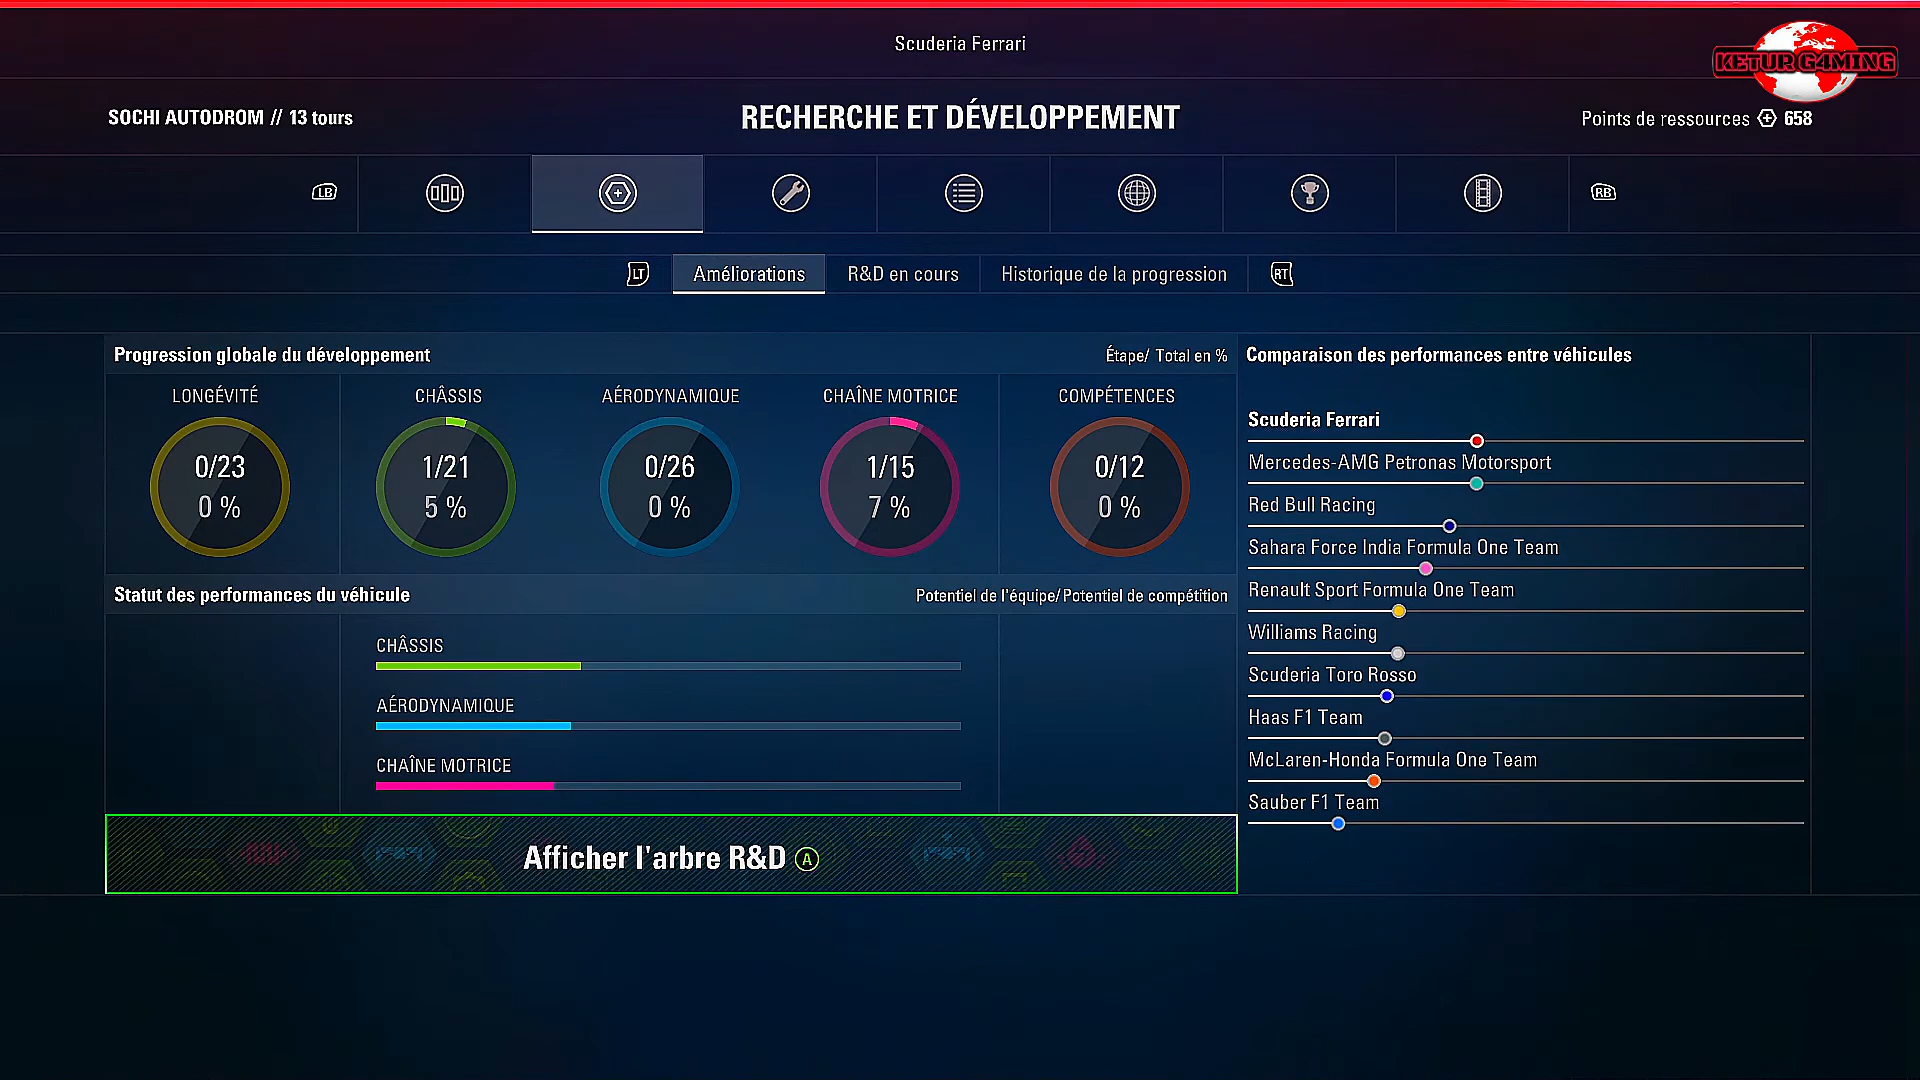 Scuderia Ferrari
KETUR G4MING
SOCHI AUTODROM // 13 tours
RECHERCHE ET DÉVELOPPEMENT
Points de ressources 658
LB
RB
LT
Améliorations
R&D en cours
Historique de la progression
RT
Progression globale du développement
Étape/ Total en %
LONGÉVITÉ
CHÂSSIS
AÉRODYNAMIQUE
CHAÎNE MOTRICE
COMPÉTENCES
0/23
1/21
0/26
1/15
0/12
0 %
5 %
0 %
7 %
0 %
Statut des performances du véhicule
Potentiel de l'équipe/Potentiel de compétition
CHÂSSIS
AÉRODYNAMIQUE
CHAÎNE MOTRICE
Afficher l'arbre R&D A
Comparaison des performances entre véhicules
Scuderia Ferrari
Mercedes-AMG Petronas Motorsport
Red Bull Racing
Sahara Force India Formula One Team
Renault Sport Formula One Team
Williams Racing
Scuderia Toro Rosso
Haas F1 Team
McLaren-Honda Formula One Team
Sauber F1 Team